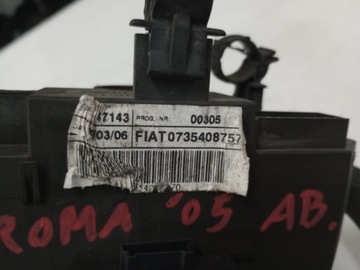 47143 PROG. NR. 00305
03/06 FIAT0735408757
ROMA '05 AB.